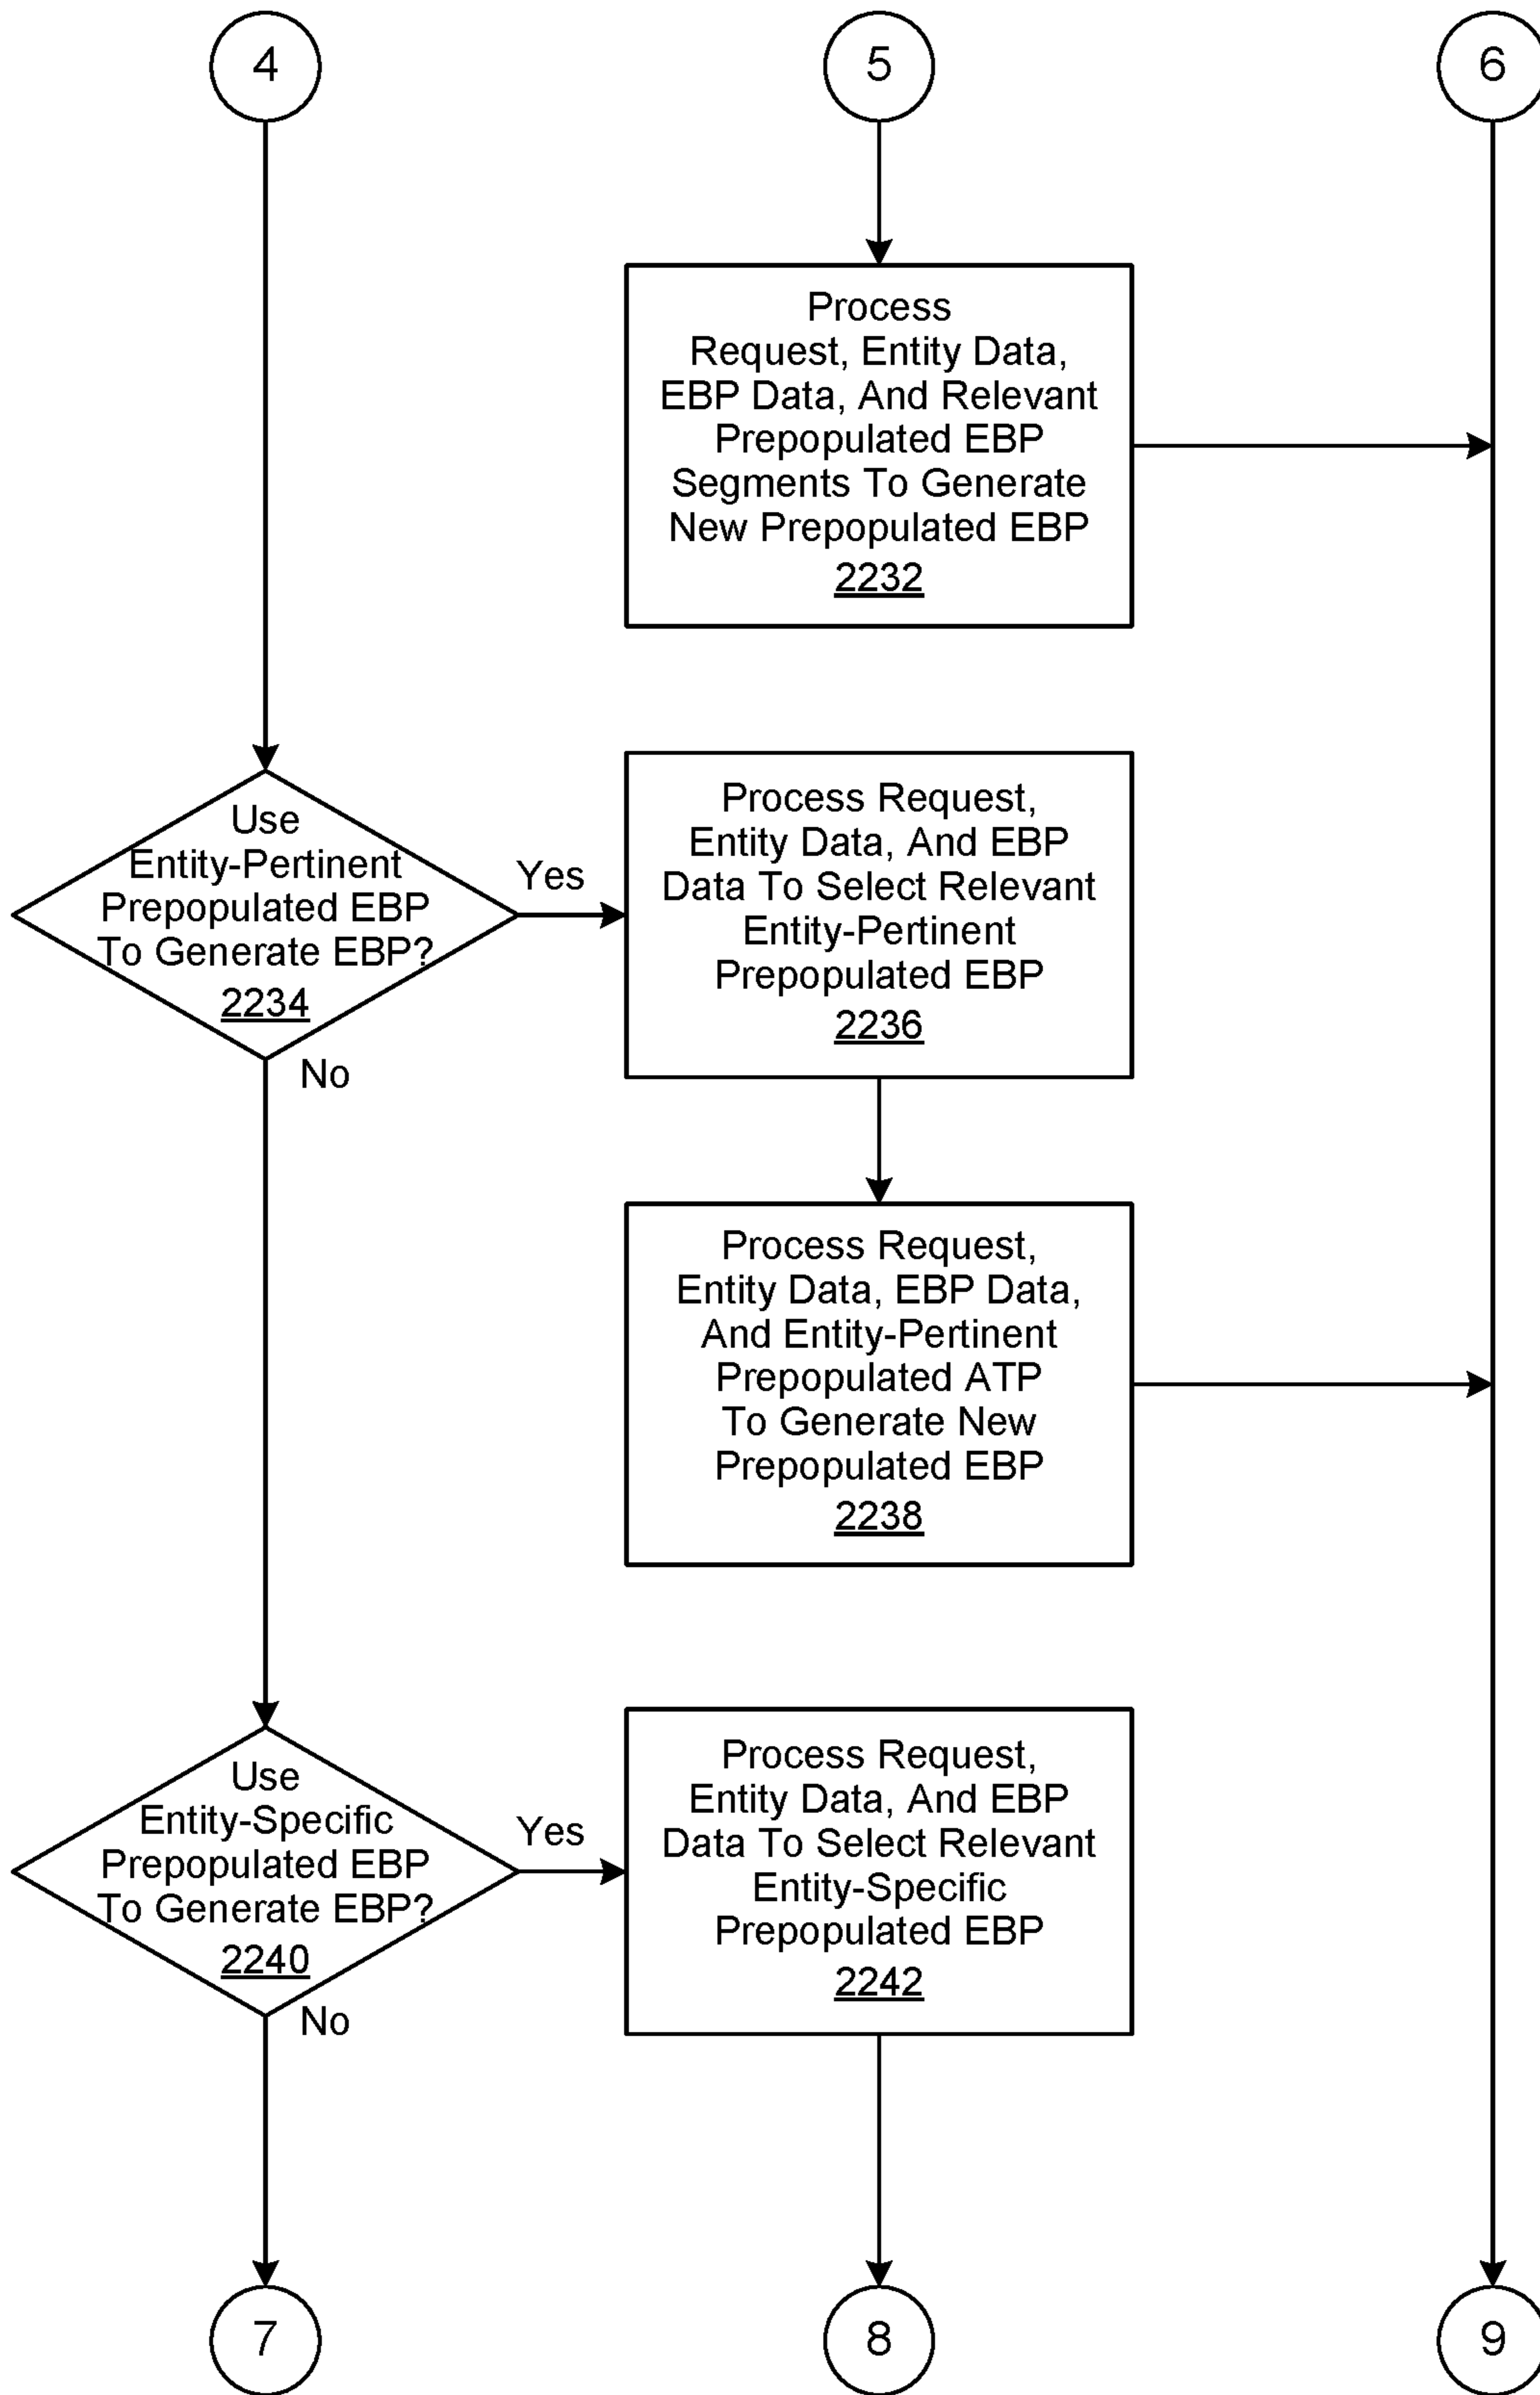 4
5
6
Process
Request, Entity Data,
EBP Data, And Relevant
Prepopulated EBP
Segments To Generate
New Prepopulated EBP
2232
Use
Entity-Pertinent
Prepopulated EBP
To Generate EBP?
2234
Yes
No
Process Request,
Entity Data, And EBP
Data To Select Relevant
Entity-Pertinent
Prepopulated EBP
2236
Process Request,
Entity Data, EBP Data,
And Entity-Pertinent
Prepopulated ATP
To Generate New
Prepopulated EBP
2238
Use
Entity-Specific
Prepopulated EBP
To Generate EBP?
2240
Yes
No
Process Request,
Entity Data, And EBP
Data To Select Relevant
Entity-Specific
Prepopulated EBP
2242
7
8
9